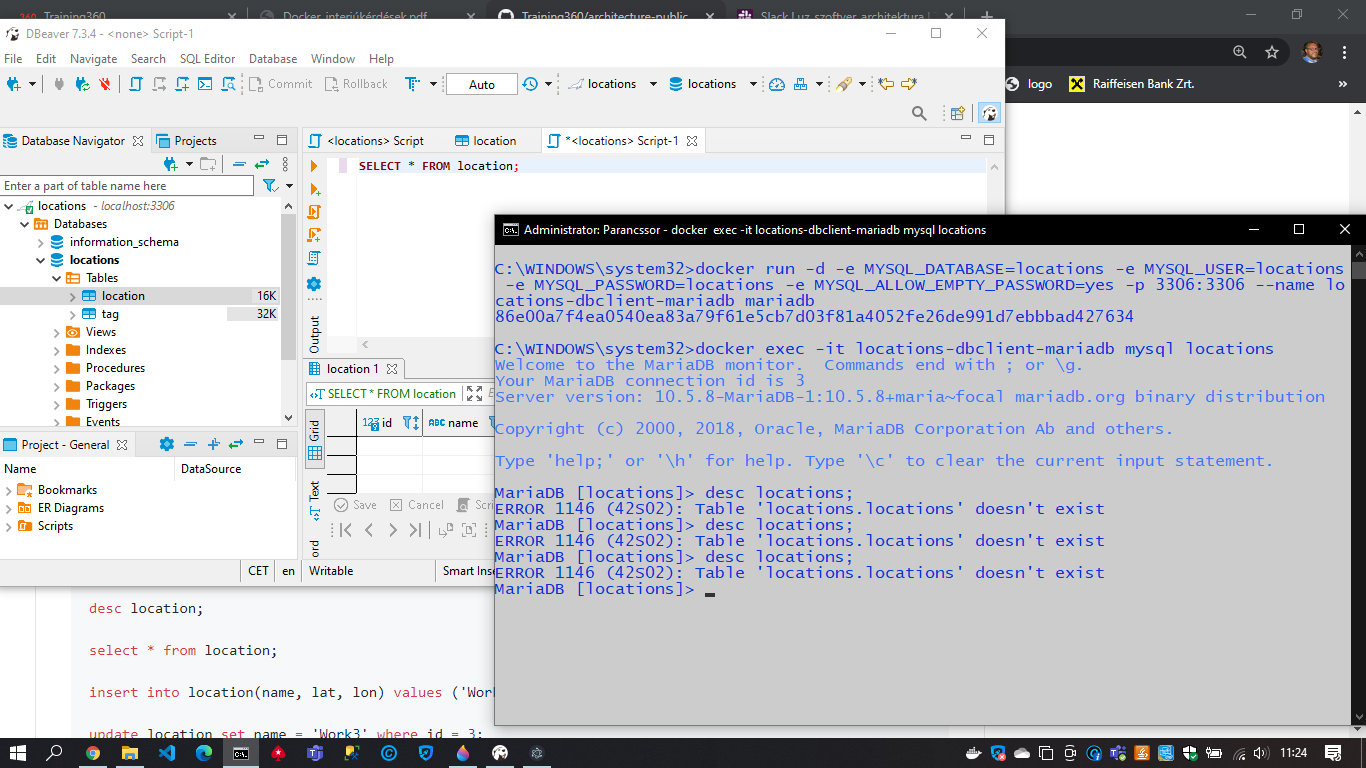 Training360
Docker interjúkérdések.pdf
Training360/architecture-public
Slack Luz szoftver architektura
logo
Raiffeisen Bank Zrt.
»
DBeaver 7.3.4 - <none> Script-1
File Edit Navigate Search SQL Editor Database Window Help
Commit Rollback Auto locations locations
Database Navigator Projects
<locations> Script location *<locations> Script-1
Enter a part of table name here
SELECT * FROM location;
locations - localhost:3306
Databases
information_schema
locations
Tables
location 16K
tag 32K
Views
Indexes
Procedures
Packages
Triggers
Events
Output
location 1
SELECT * FROM location
Grid
123 id ABC name
Text
Save Cancel Scri
ord
Project - General
Name DataSource
Bookmarks
ER Diagrams
Scripts
CET en Writable Smart Inse
Administrator: Parancssor - docker exec -it locations-dbclient-mariadb mysql locations
C:\WINDOWS\system32>docker run -d -e MYSQL_DATABASE=locations -e MYSQL_USER=locations
-e MYSQL_PASSWORD=locations -e MYSQL_ALLOW_EMPTY_PASSWORD=yes -p 3306:3306 --name lo
cations-dbclient-mariadb mariadb
86e00a7f4ea0540ea83a79f61e5cb7d03f81a4052fe26de991d7ebbbad427634
C:\WINDOWS\system32>docker exec -it locations-dbclient-mariadb mysql locations
Welcome to the MariaDB monitor.  Commands end with ; or \g.
Your MariaDB connection id is 3
Server version: 10.5.8-MariaDB-1:10.5.8+maria~focal mariadb.org binary distribution
Copyright (c) 2000, 2018, Oracle, MariaDB Corporation Ab and others.
Type 'help;' or '\h' for help. Type '\c' to clear the current input statement.
MariaDB [locations]> desc locations;
ERROR 1146 (42S02): Table 'locations.locations' doesn't exist
MariaDB [locations]> desc locations;
ERROR 1146 (42S02): Table 'locations.locations' doesn't exist
MariaDB [locations]> desc locations;
ERROR 1146 (42S02): Table 'locations.locations' doesn't exist
MariaDB [locations]>
desc location;
select * from location;
insert into location(name, lat, lon) values ('Work
update location set name = 'Work3' where id = 3;
11:24